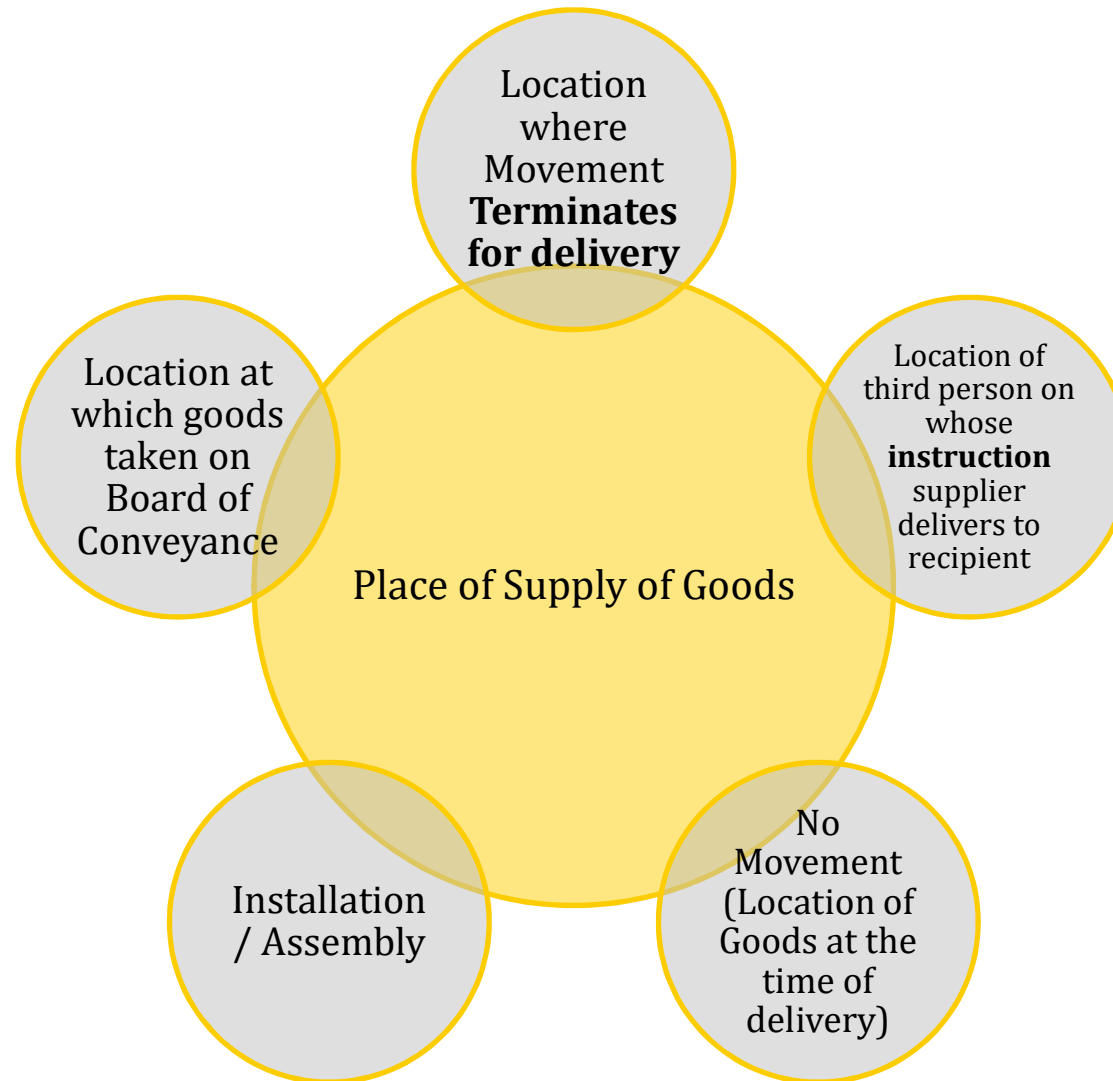 Location
where
Movement
Terminates
for delivery
Location of
third person on
whose
instruction
supplier
delivers to
recipient
No
Movement
(Location of
Goods at the
time of
delivery)
Installation
/ Assembly
Location at
which goods
taken on
Board of
Conveyance
Place of Supply of Goods